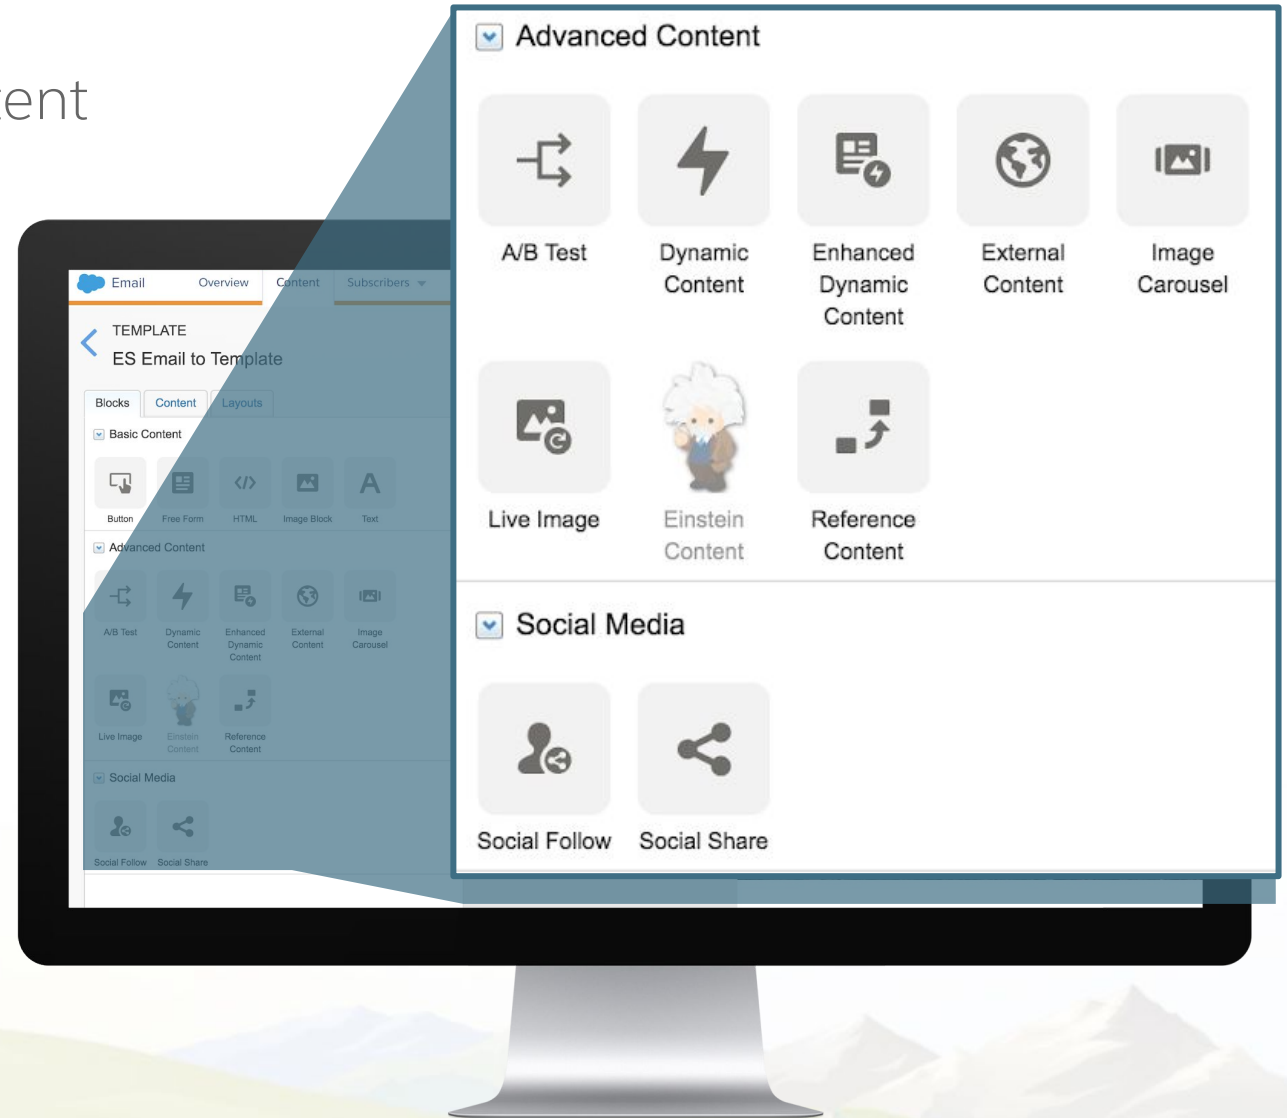 tent
Advanced Content
A/B Test
Dynamic
Content
Enhanced
Dynamic
Content
External
Content
Image
Carousel
Live Image
Einstein
Content
Reference
Content
Social Media
Social Follow
Social Share
Email
Overview
Content
Subscribers
TEMPLATE
ES Email to Template
Blocks
Content
Layouts
Basic Content
Button
Free Form
HTML
Image Block
Text
Advanced Content
A/B Test
Dynamic
Content
Enhanced
Dynamic
Content
External
Content
Image
Carousel
Live Image
Einstein
Content
Reference
Content
Social Media
Social Follow
Social Share